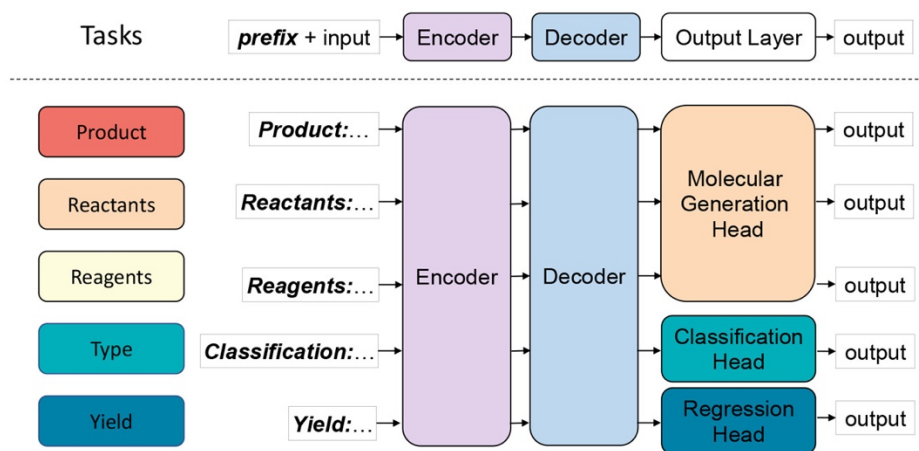 Tasks
prefix + input
Encoder
Decoder
Output Layer
output
Product
Product:...
output
Reactants
Reactants:...
output
Reagents
Reagents:...
output
Encoder
Decoder
Molecular
Generation
Head
Type
Classification:...
Classification
Head
output
Yield
Yield:...
Regression
Head
output